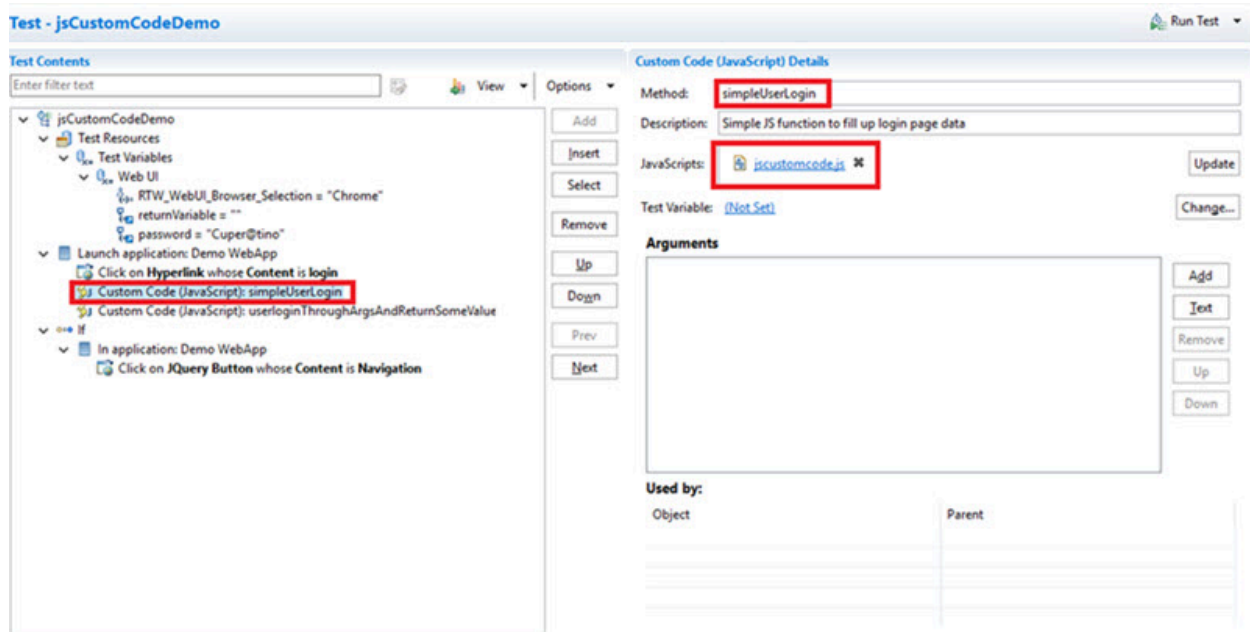 Test - jsCustomCodeDemo
Run Test
Test Contents
Enter filter text
View
Options
jsCustomCodeDemo
Test Resources
Test Variables
Web UI
RTW_WebUI_Browser_Selection = "Chrome"
returnVariable = ""
password = "Cuper@tino"
Launch application: Demo WebApp
Click on Hyperlink whose Content is login
Custom Code (JavaScript): simpleUserLogin
Custom Code (JavaScript): userloginThroughArgsAndReturnSomeValue
If
In application: Demo WebApp
Click on JQuery Button whose Content is Navigation
Add
Insert
Select
Remove
Up
Down
Prev
Next
Custom Code (JavaScript) Details
Method: simpleUserLogin
Description: Simple JS function to fill up login page data
JavaScripts: jscustomcode.js
Update
Test Variable: (Not Set)
Change...
Arguments
Add
Text
Remove
Up
Down
Used by:
Object Parent